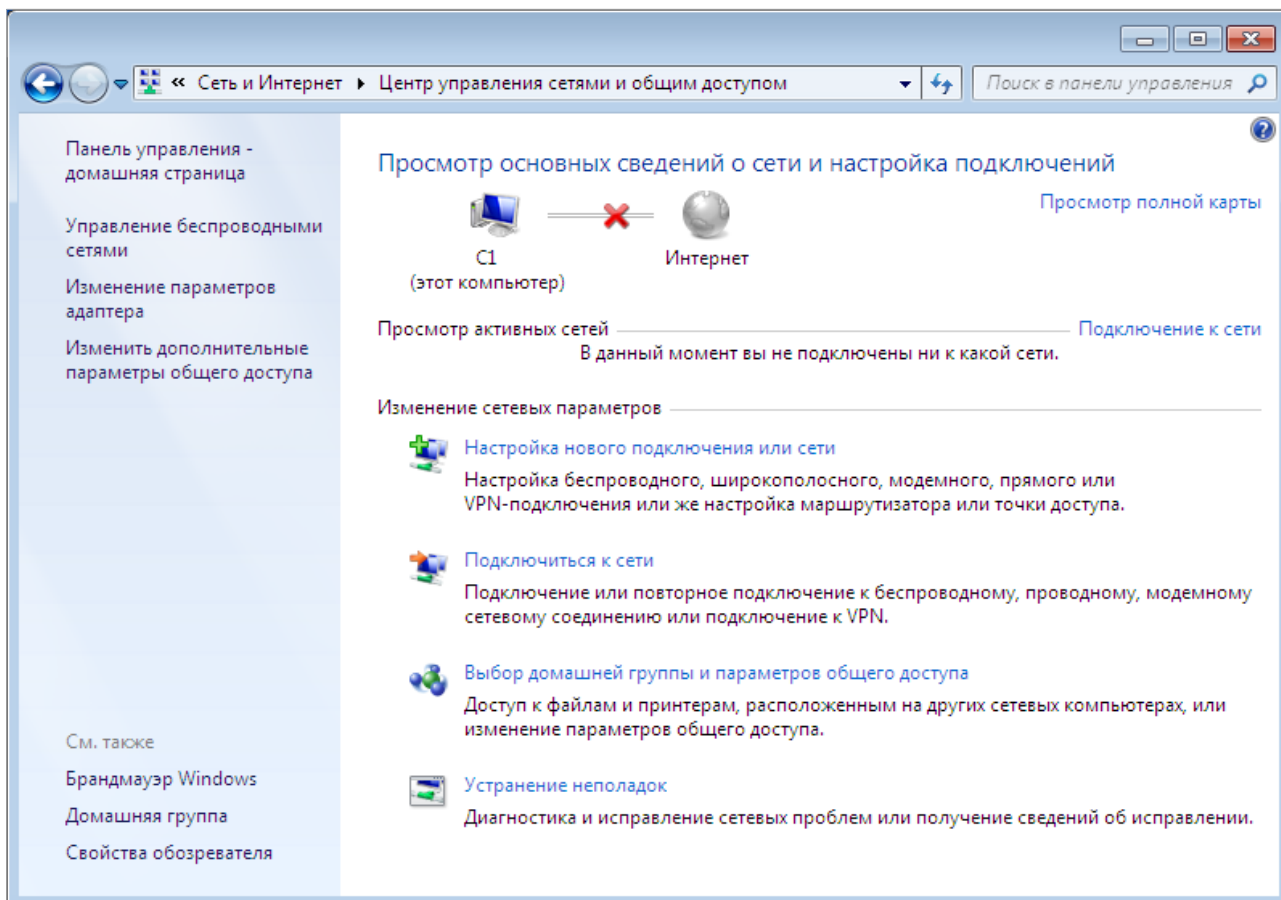 « Сеть и Интернет ▸ Центр управления сетями и общим доступом
Поиск в панели управления
Панель управления -
домашняя страница
Управление беспроводными
сетями
Изменение параметров
адаптера
Изменить дополнительные
параметры общего доступа
См. также
Брандмауэр Windows
Домашняя группа
Свойства обозревателя
Просмотр основных сведений о сети и настройка подключений
Просмотр полной карты
C1
(этот компьютер)
Интернет
Просмотр активных сетей
Подключение к сети
В данный момент вы не подключены ни к какой сети.
Изменение сетевых параметров
Настройка нового подключения или сети
Настройка беспроводного, широкополосного, модемного, прямого или
VPN-подключения или же настройка маршрутизатора или точки доступа.
Подключиться к сети
Подключение или повторное подключение к беспроводному, проводному, модемному
сетевому соединению или подключение к VPN.
Выбор домашней группы и параметров общего доступа
Доступ к файлам и принтерам, расположенным на других сетевых компьютерах, или
изменение параметров общего доступа.
Устранение неполадок
Диагностика и исправление сетевых проблем или получение сведений об исправлении.